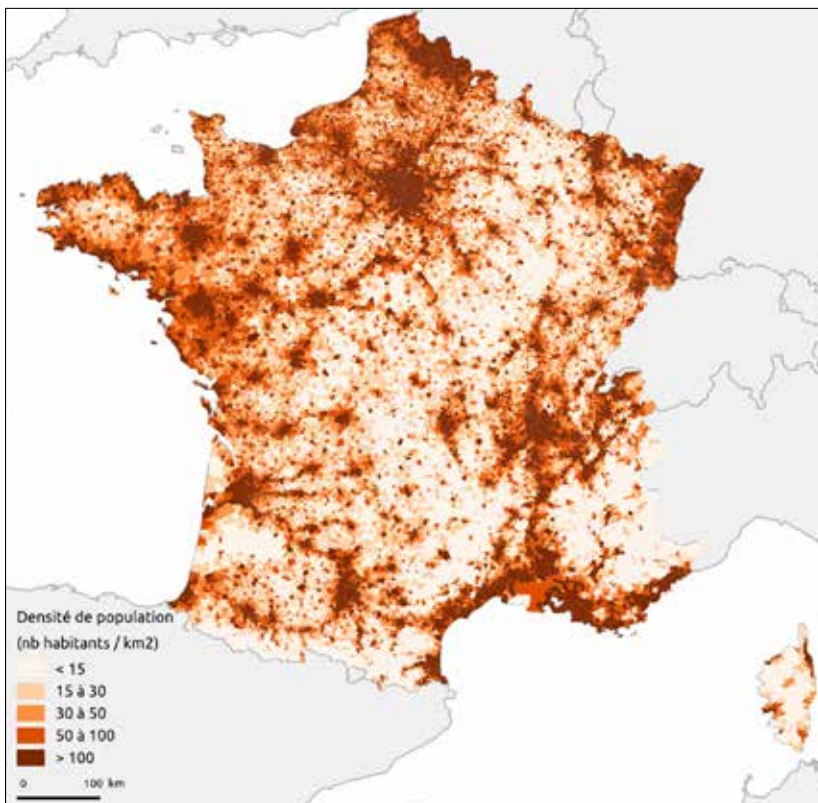 Densité de population
(nb habitants / km2)
< 15
15 à 30
30 à 50
50 à 100
> 100
0 100 km